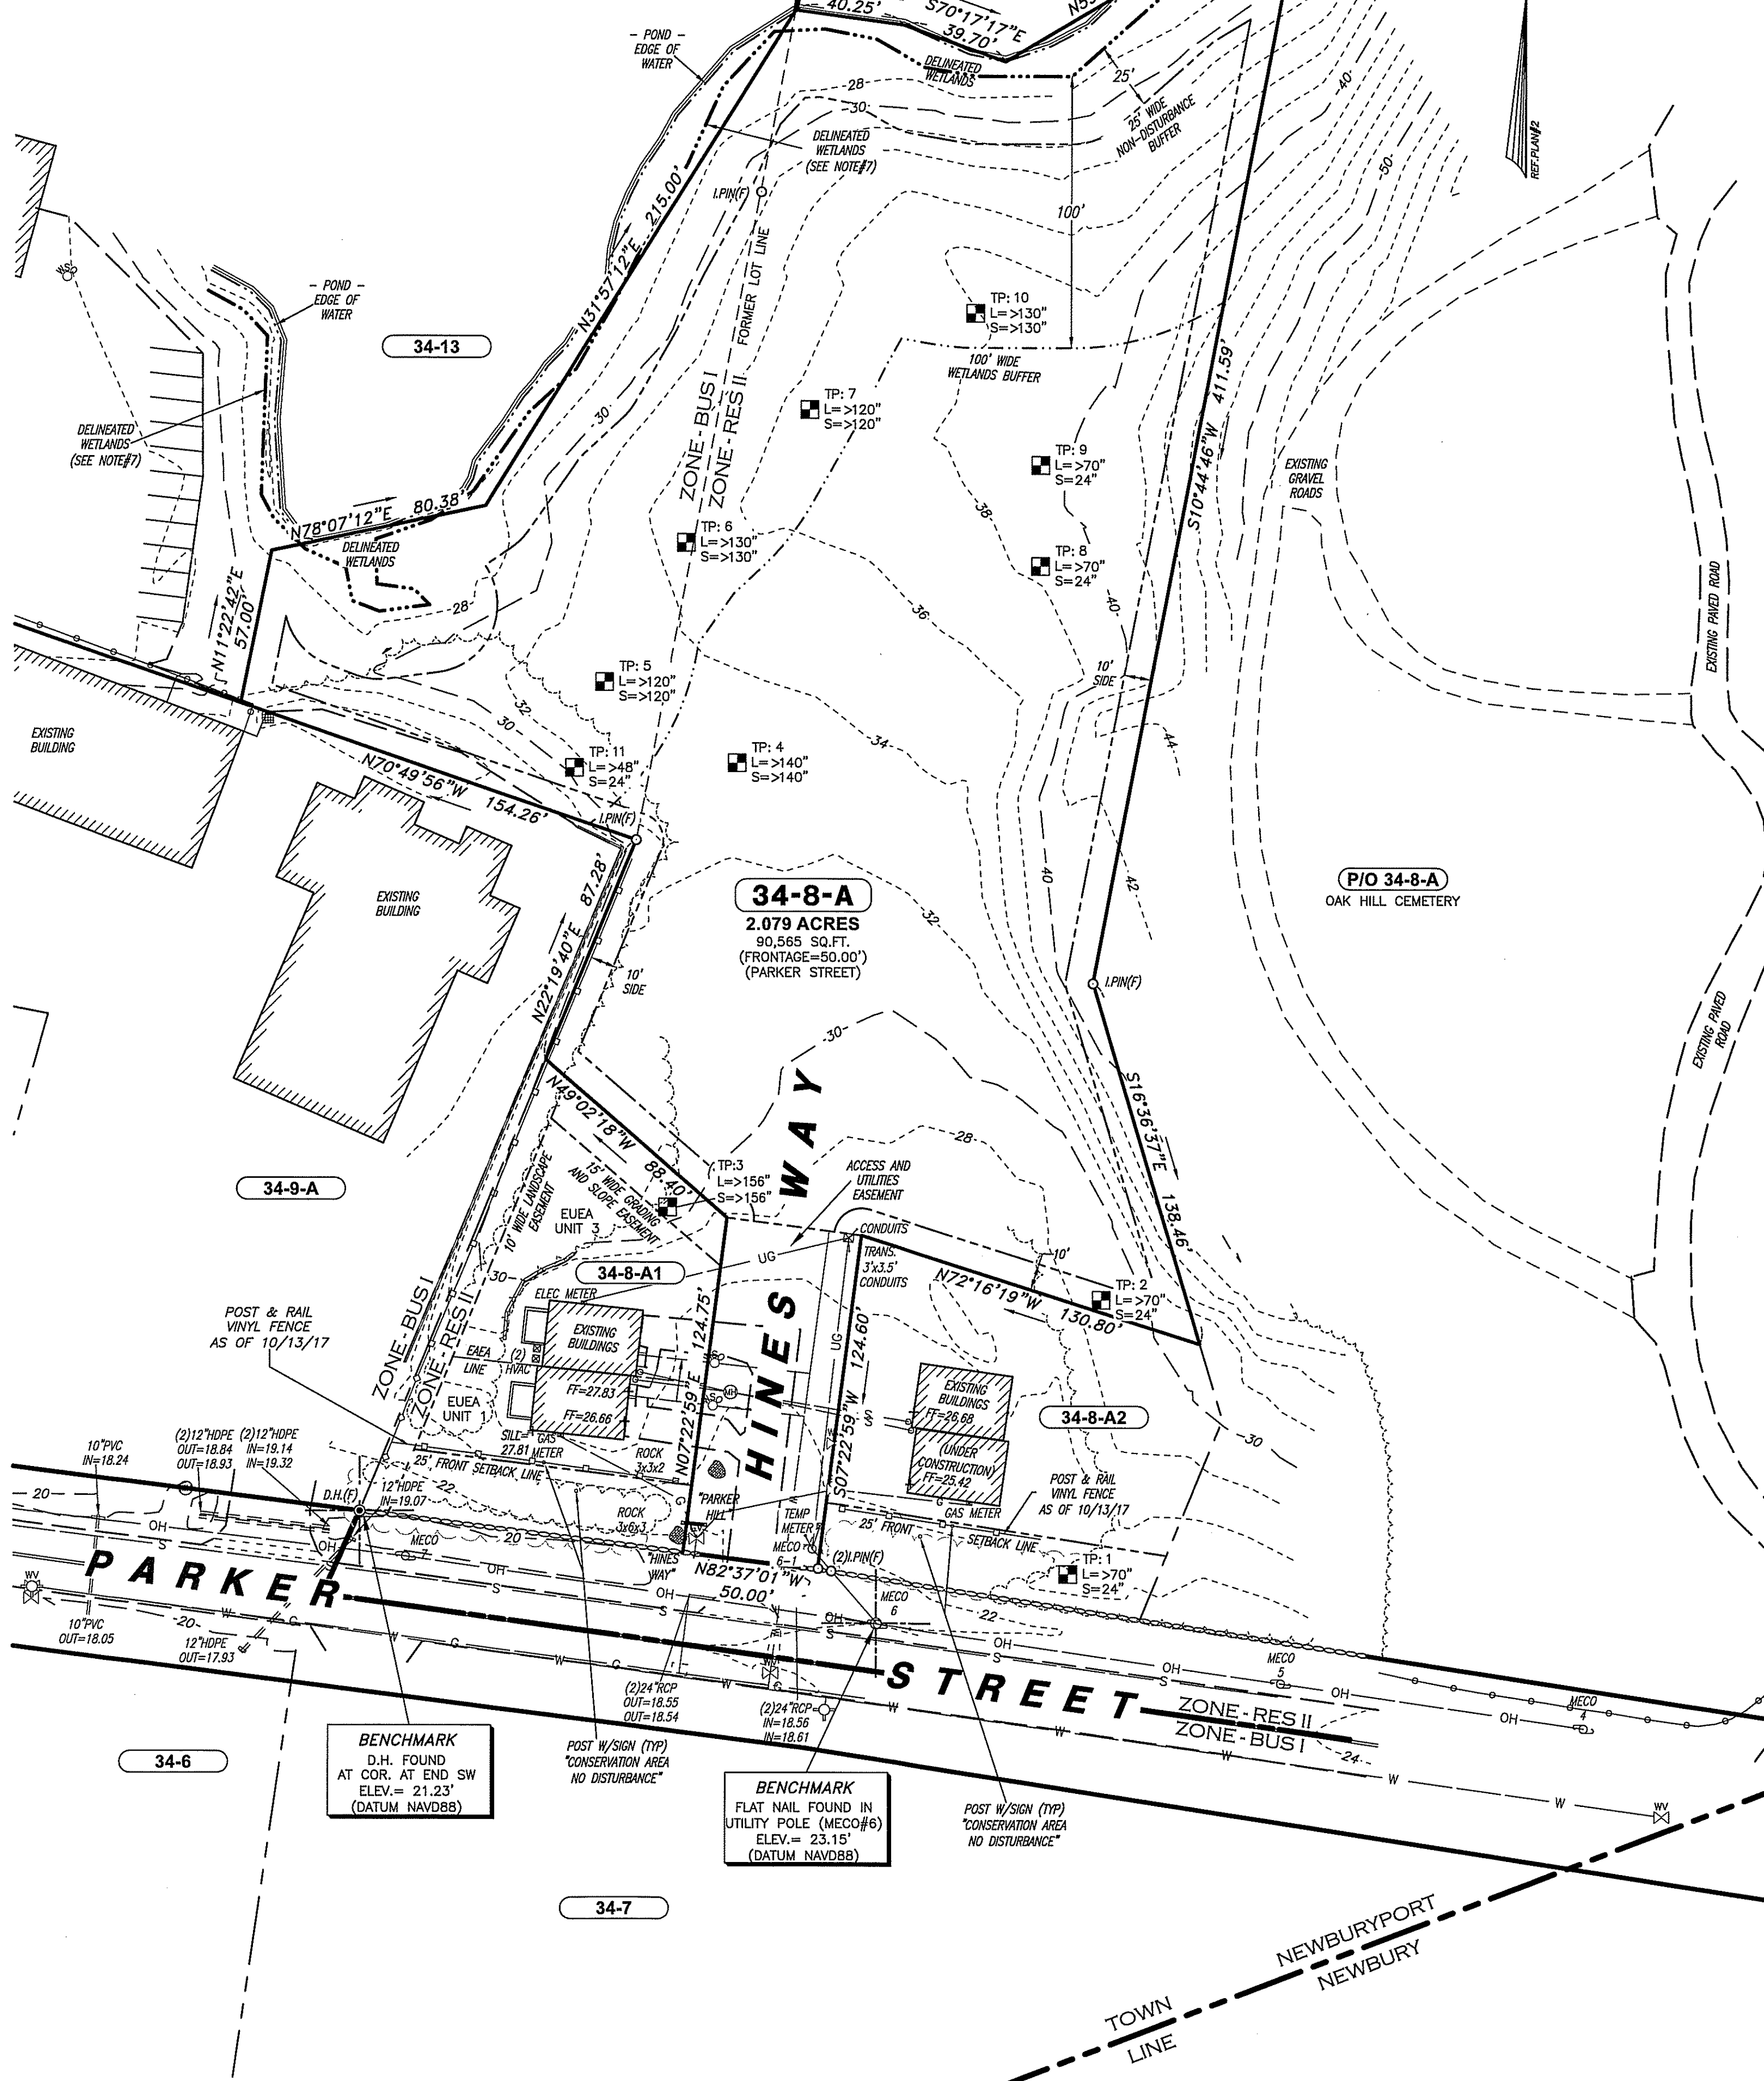 40.25'
S70°17'17"E
39.70'
- POND -
EDGE OF
WATER
DELINEATED
WETLANDS
25'
25' WIDE
NON-DISTURBANCE
BUFFER
28
30
40
50
REF.PLAN#2
DELINEATED
WETLANDS
(SEE NOTE#7)
I.PIN(F)
N31°57'12"E 215.00'
100'
FORMER LOT LINE
ZONE-BUS I
ZONE-RES II
W.S.O
- POND -
EDGE OF
WATER
34-13
TP: 10
L=>130"
S=>130"
100' WIDE
WETLANDS BUFFER
TP: 7
L=>120"
S=>120"
DELINEATED
WETLANDS
(SEE NOTE#7)
30
TP: 9
L=>70"
S=24"
S10°44'46"W 411.59'
EXISTING
GRAVEL
ROADS
38
N78°07'12"E 80.38'
DELINEATED
WETLANDS
TP: 6
L=>130"
S=>130"
TP: 8
L=>70"
S=24"
40
36
28
N11°22'42"E
57.00'
EXISTING PAVED ROAD
10'
SIDE
TP: 5
L=>120"
S=>120"
32
30
34
44
EXISTING
BUILDING
TP: 11
L=>48"
S=24"
TP: 4
L=>140"
S=>140"
N70°49'56"W 154.26'
I.PIN(F)
EXISTING
BUILDING
N22°19'40"E 87.28'
34-8-A
2.079 ACRES
90,565 SQ.FT.
(FRONTAGE=50.00')
(PARKER STREET)
32
40
42
P/O 34-8-A
OAK HILL CEMETERY
10'
SIDE
I.PIN(F)
30
EXISTING PAVED
ROAD
N49°02'18"W 88.40'
S16°36'37"E 138.46'
28
34-9-A
10' WIDE LANDSCAPE
EASEMENT
15' WIDE GRADING
AND SLOPE EASEMENT
TP:3
L=>156"
S=>156"
ACCESS AND
UTILITIES
EASEMENT
EUEA
UNIT 3
HINES WAY
UG
CONDUITS
TRANS.
3'x3.5'
CONDUITS
10'
34-8-A1
30
N72°16'19"W 130.80'
TP: 2
L=>70"
S=24"
ELEC METER
POST & RAIL
VINYL FENCE
AS OF 10/13/17
ZONE-BUS I
ZONE-RES II
EXISTING
BUILDINGS
EAEA
LINE
(2)
HVAC
FF=27.83
FF=26.66
EUEA
UNIT 1
N07°22'59"E 124.75'
MH
UG
S07°22'59"W 124.60'
S
EXISTING
BUILDINGS
FF=26.68
(UNDER
CONSTRUCTION)
FF=25.42
34-8-A2
30
SILL=
27.81
GAS
METER
25' FRONT SETBACK LINE
ROCK
3x3x2
10"PVC
IN=18.24
(2)12"HDPE
OUT=18.84
OUT=18.93
(2)12"HDPE
IN=19.14
IN=19.32
D.H.(F)
12"HDPE
IN=19.07
22
20
ROCK
3x6x3
G
"PARKER
HILL"
TEMP
METER
MECO
6-1
25' FRONT
SETBACK LINE
GAS METER
POST & RAIL
VINYL FENCE
AS OF 10/13/17
TP: 1
L=>70"
S=24"
MECO
7
20
"HINES
WAY"
N82°37'01"W
50.00'
(2)I.PIN(F)
MECO
6
22
OH
S
W
G
WV
PARKER STREET
10"PVC
OUT=18.05
20
12"HDPE
OUT=17.93
(2)24"RCP
OUT=18.55
OUT=18.54
(2)24"RCP
IN=18.56
IN=18.61
MECO
5
MECO
4
ZONE-RES II
ZONE-BUS I
24
34-6
BENCHMARK
D.H. FOUND
AT COR. AT END SW
ELEV.= 21.23'
(DATUM NAVD88)
POST W/SIGN (TYP)
"CONSERVATION AREA
NO DISTURBANCE"
BENCHMARK
FLAT NAIL FOUND IN
UTILITY POLE (MECO#6)
ELEV.= 23.15'
(DATUM NAVD88)
POST W/SIGN (TYP)
"CONSERVATION AREA
NO DISTURBANCE"
WV
34-7
NEWBURYPORT
NEWBURY
TOWN
LINE